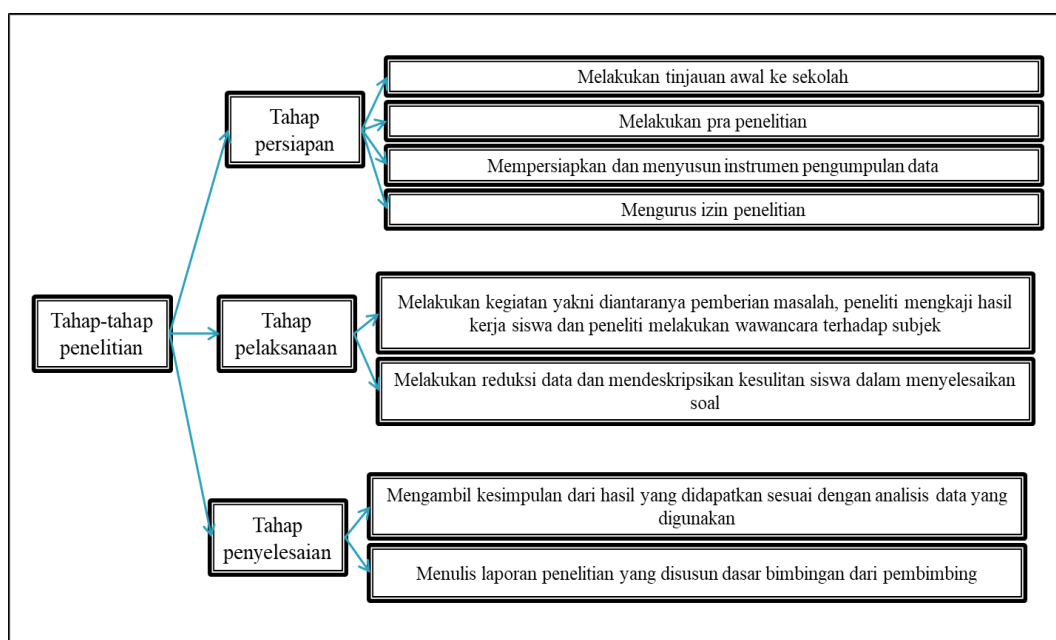 Tahap-tahap
penelitian
Tahap
persiapan
Melakukan tinjauan awal ke sekolah
Melakukan pra penelitian
Mempersiapkan dan menyusun instrumen pengumpulan data
Mengurus izin penelitian
Tahap
pelaksanaan
Melakukan kegiatan yakni diantaranya pemberian masalah, peneliti mengkaji hasil
kerja siswa dan peneliti melakukan wawancara terhadap subjek
Melakukan reduksi data dan mendeskripsikan kesulitan siswa dalam menyelesaikan
soal
Tahap
penyelesaian
Mengambil kesimpulan dari hasil yang didapatkan sesuai dengan analisis data yang
digunakan
Menulis laporan penelitian yang disusun dasar bimbingan dari pembimbing